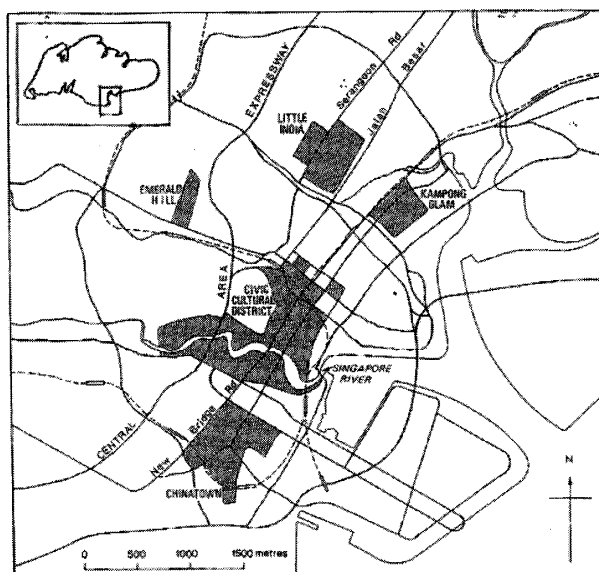 EXPRESSWAY
Serangoon Rd
Jalan Besar
LITTLE
INDIA
EMERALD
HILL
KAMPONG
GLAM
AREA
CIVIC
CULTURAL
DISTRICT
SINGAPORE
RIVER
New Bridge Rd
CENTRAL
CHINATOWN
N
0 500 1000 1500 metres